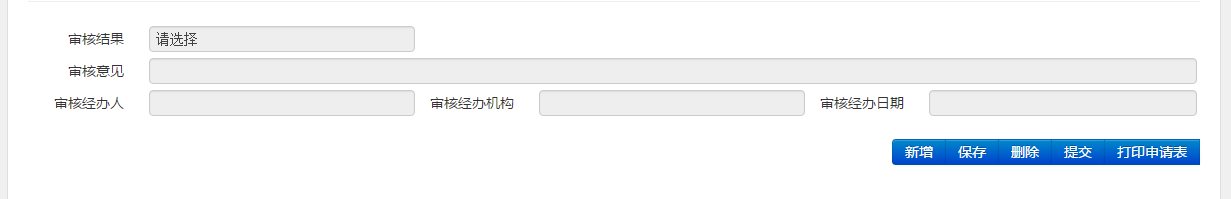 审核结果 请选择
审核意见
审核经办人 审核经办机构 审核经办日期
新增 保存 删除 提交 打印申请表